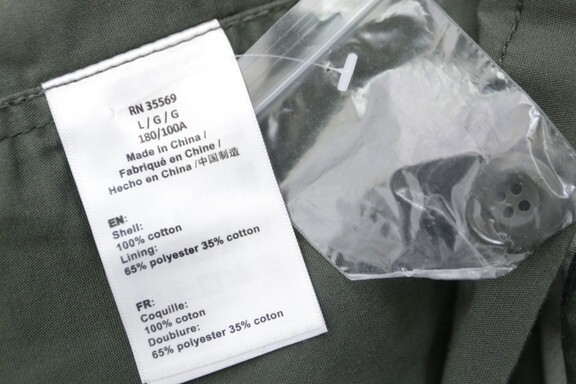 RN 35569
L / G / G
180/100A
Made in China /
Fabriqué en Chine /
Hecho en China /中国制造
EN:
Shell:
100% cotton
Lining:
65% polyester 35% cotton
FR:
Coquille:
100% coton
Doubiure:
65% polyester 35% coton